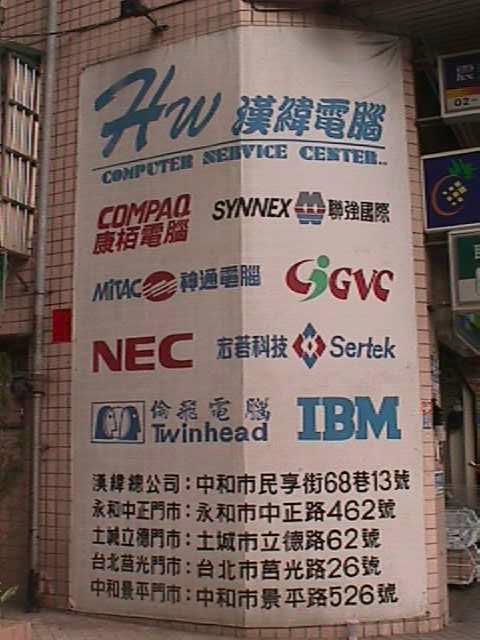 HW 漢緯電腦
COMPUTER SERVICE CENTER..
COMPAQ
康栢電腦
SYNNEX 聯強國際
MiTAC 神通電腦
GVC
NEC
志茗科技 Sertek
倫飛電腦
Twinhead
IBM
漢緯總公司：中和市民享街68巷13號
永和中正門市：永和市中正路462號
土城立德門市：土城市立德路62號
台北莒光門市：台北市莒光路26號
中和景平門市：中和市景平路526號
02-